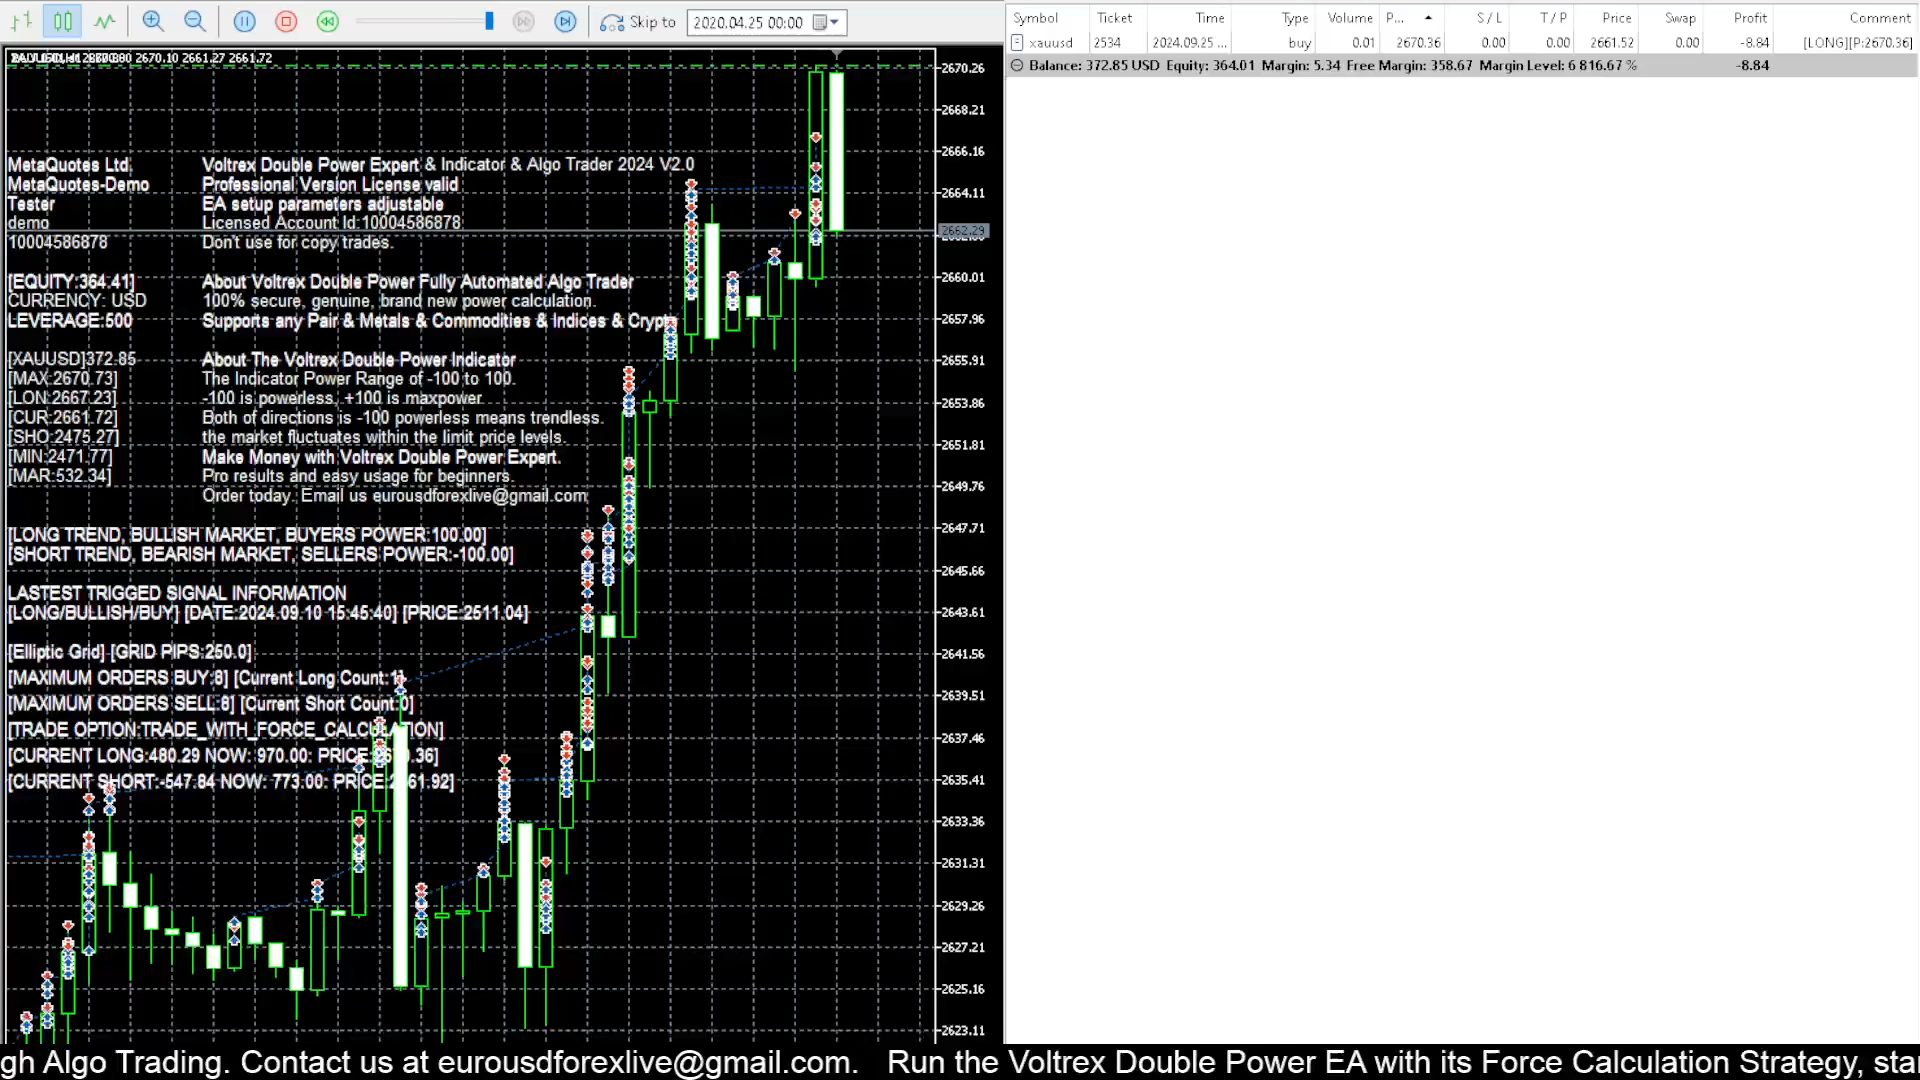 Skip to 2020.04.25 00:00
Symbol Ticket Time Type Volume P... S / L T / P Price Swap Profit Comment
xauusd 2534 2024.09.25 ... buy 0.01 2670.36 0.00 0.00 2661.52 0.00 -8.84 [LONG][P:2670.36]
Balance: 372.85 USD Equity: 364.01 Margin: 5.34 Free Margin: 358.67 Margin Level: 6 816.67 % -8.84
2670.10 2661.27 2661.72
2670.26
2668.21
2666.16
2664.11
2662.29
2660.01
2657.96
2655.91
2653.86
2651.81
2649.76
2647.71
2645.66
2643.61
2641.56
2639.51
2637.46
2635.41
2633.36
2631.31
2629.26
2627.21
2625.16
2623.11
MetaQuotes Ltd. Voltrex Double Power Expert & Indicator & Algo Trader 2024 V2.0
MetaQuotes-Demo Professional Version License valid
Tester EA setup parameters adjustable
demo Licensed Account Id:10004586878
10004586878 Don't use for copy trades.
[EQUITY:364.41] About Voltrex Double Power Fully Automated Algo Trader
CURRENCY: USD 100% secure, genuine, brand new power calculation.
LEVERAGE:500 Supports any Pair & Metals & Commodities & Indices & Crypto
[XAUUSD]372.85 About The Voltrex Double Power Indicator
[MAX:2670.73] The Indicator Power Range of -100 to 100.
[LON:2667.23] -100 is powerless, +100 is maxpower
[CUR:2661.72] Both of directions is -100 powerless means trendless.
[SHO:2475.27] the market fluctuates within the limit price levels.
[MIN:2471.77] Make Money with Voltrex Double Power Expert.
[MAR:532.34] Pro results and easy usage for beginners.
Order today. Email us eurousdforexlive@gmail.com
[LONG TREND, BULLISH MARKET, BUYERS POWER:100.00]
[SHORT TREND, BEARISH MARKET, SELLERS POWER:-100.00]
LASTEST TRIGGED SIGNAL INFORMATION
[LONG/BULLISH/BUY] [DATE:2024.09.10 15:45:40] [PRICE:2511.04]
[Elliptic Grid] [GRID PIPS:250.0]
[MAXIMUM ORDERS BUY:8] [Current Long Count:1]
[MAXIMUM ORDERS SELL:8] [Current Short Count:0]
[TRADE OPTION:TRADE_WITH_FORCE_CALCULATION]
[CURRENT LONG:480.29 NOW: 970.00: PRICE:2670.36]
[CURRENT SHORT:-547.84 NOW: 773.00: PRICE:2661.92]
gh Algo Trading. Contact us at eurousdforexlive@gmail.com. Run the Voltrex Double Power EA with its Force Calculation Strategy, sta